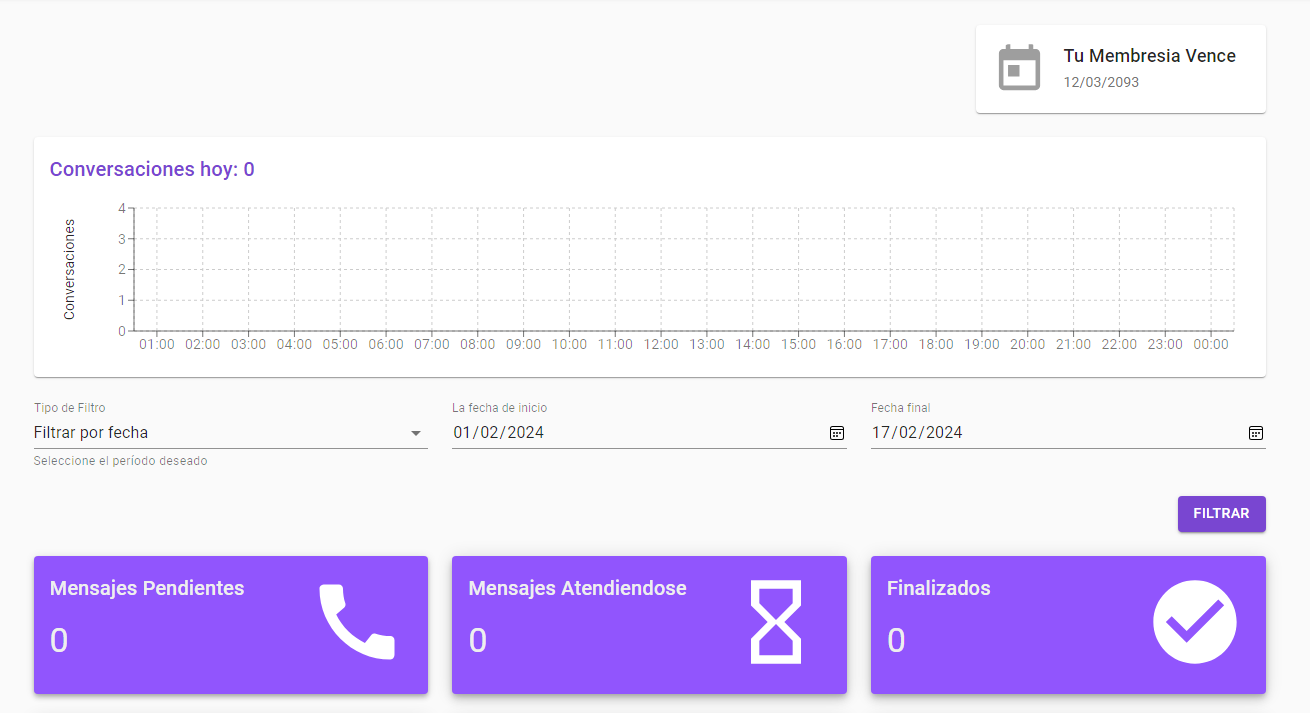 Tu Membresia Vence
12/03/2093
Conversaciones hoy: 0
Conversaciones
4
3
2
1
0
01:00 02:00 03:00 04:00 05:00 06:00 07:00 08:00 09:00 10:00 11:00 12:00 13:00 14:00 15:00 16:00 17:00 18:00 19:00 20:00 21:00 22:00 23:00 00:00
Tipo de Filtro
Filtrar por fecha
Seleccione el período deseado
La fecha de inicio
01/02/2024
Fecha final
17/02/2024
FILTRAR
Mensajes Pendientes
0
Mensajes Atendiendose
0
Finalizados
0